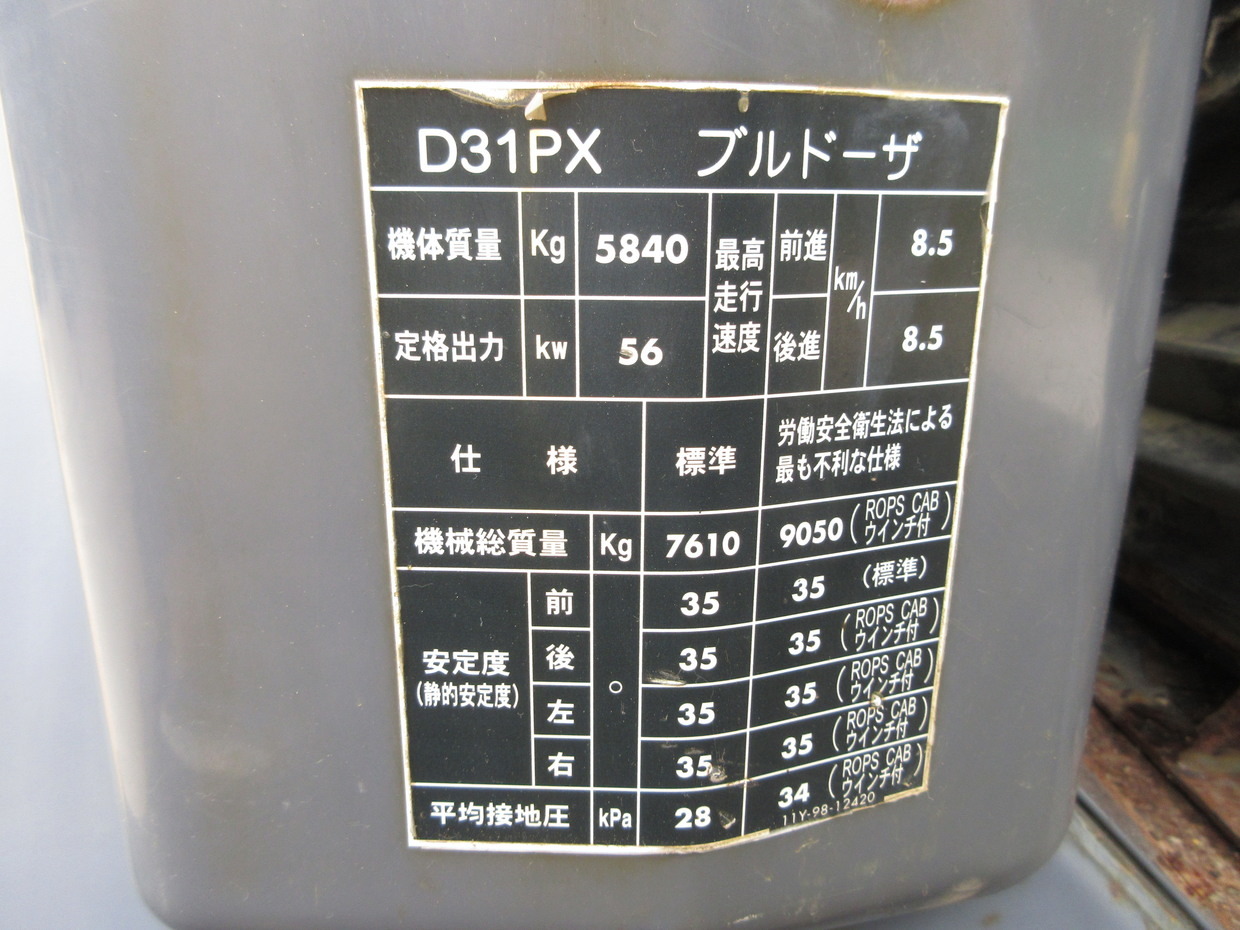 D31PX ブルドーザ
機体質量 Kg 5840 最高走行速度 前進 km/h 8.5
定格出力 kw 56 後進 8.5
仕様 標準 労働安全衛生法による
最も不利な仕様
機械総質量 Kg 7610 9050 (ROPS CAB ウインチ付)
安定度 (静的安定度) 前 ° 35 35 (標準)
後 35 35 (ROPS CAB ウインチ付)
左 35 35 (ROPS CAB ウインチ付)
右 35 35 (ROPS CAB ウインチ付)
平均接地圧 kPa 28 34 (ROPS CAB ウインチ付)
11Y-98-12420